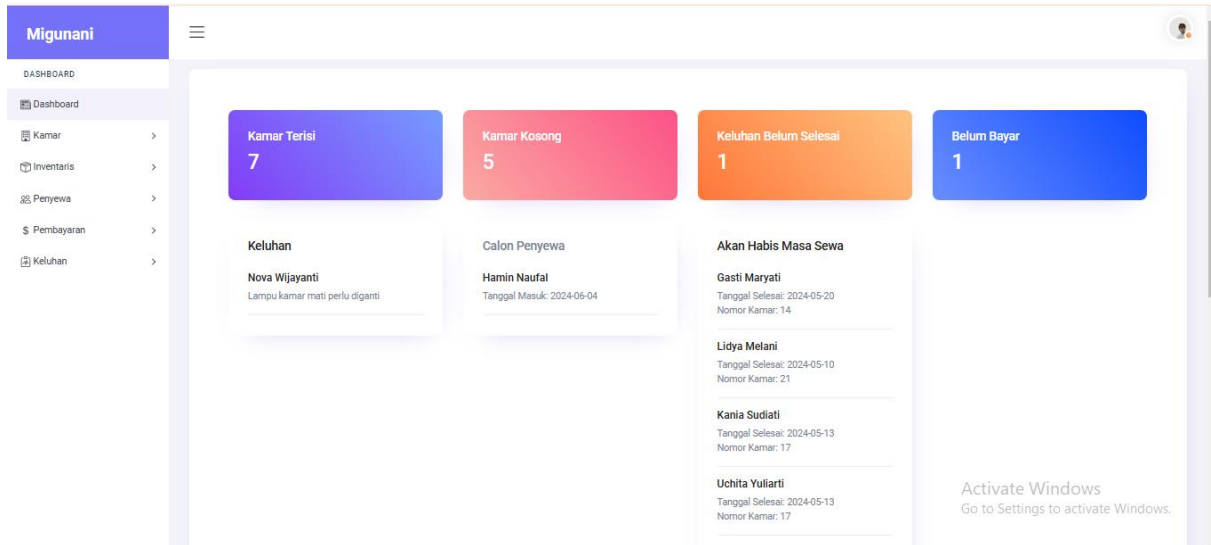 Migunani
DASHBOARD
Dashboard
Kamar
Inventaris
Penyewa
Pembayaran
Keluhan
Kamar Terisi
7
Kamar Kosong
5
Keluhan Belum Selesai
1
Belum Bayar
1
Keluhan
Nova Wijayanti
Lampu kamar mati perlu diganti
Calon Penyewa
Hamin Naufal
Tanggal Masuk: 2024-06-04
Akan Habis Masa Sewa
Gasti Maryati
Tanggal Selesai: 2024-05-20
Nomor Kamar: 14
Lidya Melani
Tanggal Selesai: 2024-05-10
Nomor Kamar: 21
Kania Sudiati
Tanggal Selesai: 2024-05-13
Nomor Kamar: 17
Uchita Yuliarti
Tanggal Selesai: 2024-05-13
Nomor Kamar: 17
Activate Windows
Go to Settings to activate Windows.